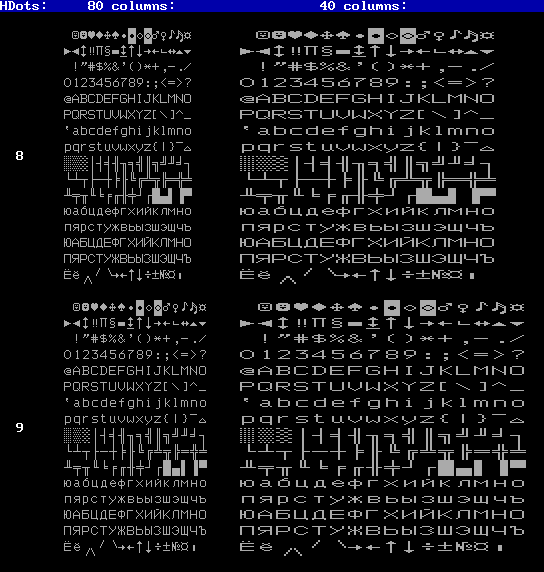 HDots: 80 columns: 40 columns:
!"#$%&'()*+,-./ !"#$%&'()*+,-./
0123456789:;<=>? 0123456789:;<=>?
@ABCDEFGHIJKLMNO @ABCDEFGHIJKLMNO
PQRSTUVWXYZ[\]^_ PQRSTUVWXYZ[\]^_
'abcdefghijklmno 'abcdefghijklmno
pqrstuvwxyz{|}¯⌂ pqrstuvwxyz{|}¯⌂
8
юабцдефгхийклмно юабцдефгхийклмно
пярстужвьызшэщчъ пярстужвьызшэщчъ
ЮАБЦДЕФГХИЙКЛМНО ЮАБЦДЕФГХИЙКЛМНО
ПЯРСТУЖВЬЫЗШЭЩЧЪ ПЯРСТУЖВЬЫЗШЭЩЧЪ
Ёё ╱ \→←↑↓÷±№¤ Ёё ╱ \→←↑↓÷±№¤
!"#$%&'()*+,-./ !"#$%&'()*+,-./
0123456789:;<=>? 0123456789:;<=>?
@ABCDEFGHIJKLMNO @ABCDEFGHIJKLMNO
PQRSTUVWXYZ[\]^_ PQRSTUVWXYZ[\]^_
'abcdefghijklmno 'abcdefghijklmno
pqrstuvwxyz{|}¯⌂ pqrstuvwxyz{|}¯⌂
9
юабцдефгхийклмно юабцдефгхийклмно
пярстужвьызшэщчъ пярстужвьызшэщчъ
ЮАБЦДЕФГХИЙКЛМНО ЮАБЦДЕФГХИЙКЛМНО
ПЯРСТУЖВЬЫЗШЭЩЧЪ ПЯРСТУЖВЬЫЗШЭЩЧЪ
Ёё ╱ \→←↑↓÷±№¤ Ёё ╱ \→←↑↓÷±№¤